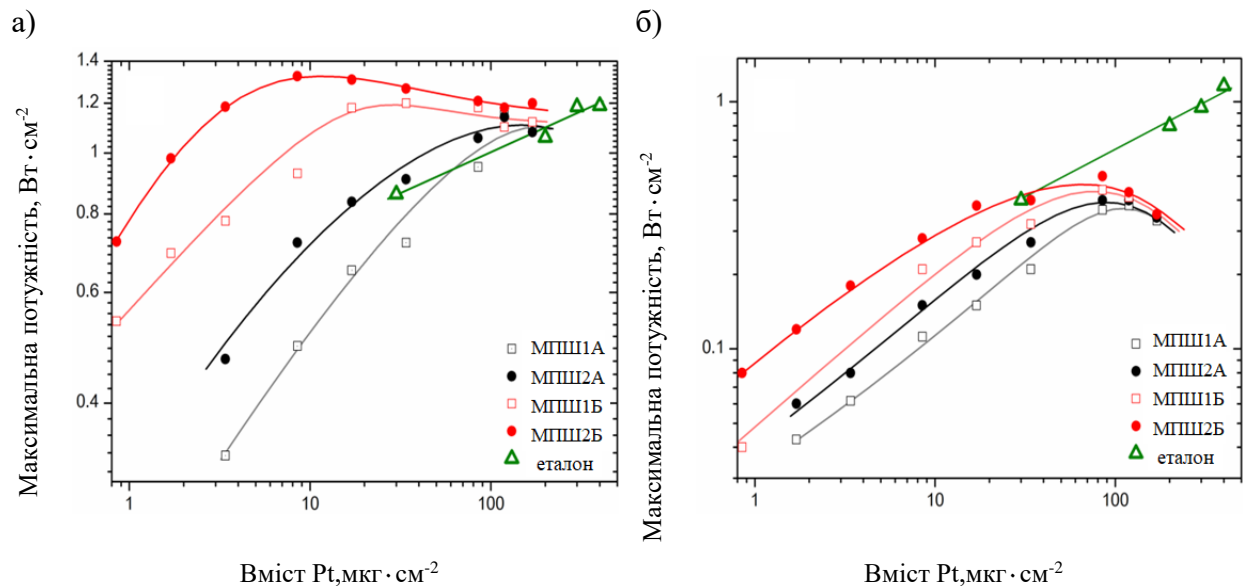 а)
Максимальна потужність, Вт·см-2
1.4
1.2
1
0.8
0.6
0.4
МПШ1А
МПШ2А
МПШ1Б
МПШ2Б
еталон
1
10
100
Вміст Pt,мкг·см-2
б)
Максимальна потужність, Вт·см-2
1
0.1
МПШ1А
МПШ2А
МПШ1Б
МПШ2Б
еталон
1
10
100
Вміст Pt,мкг·см-2